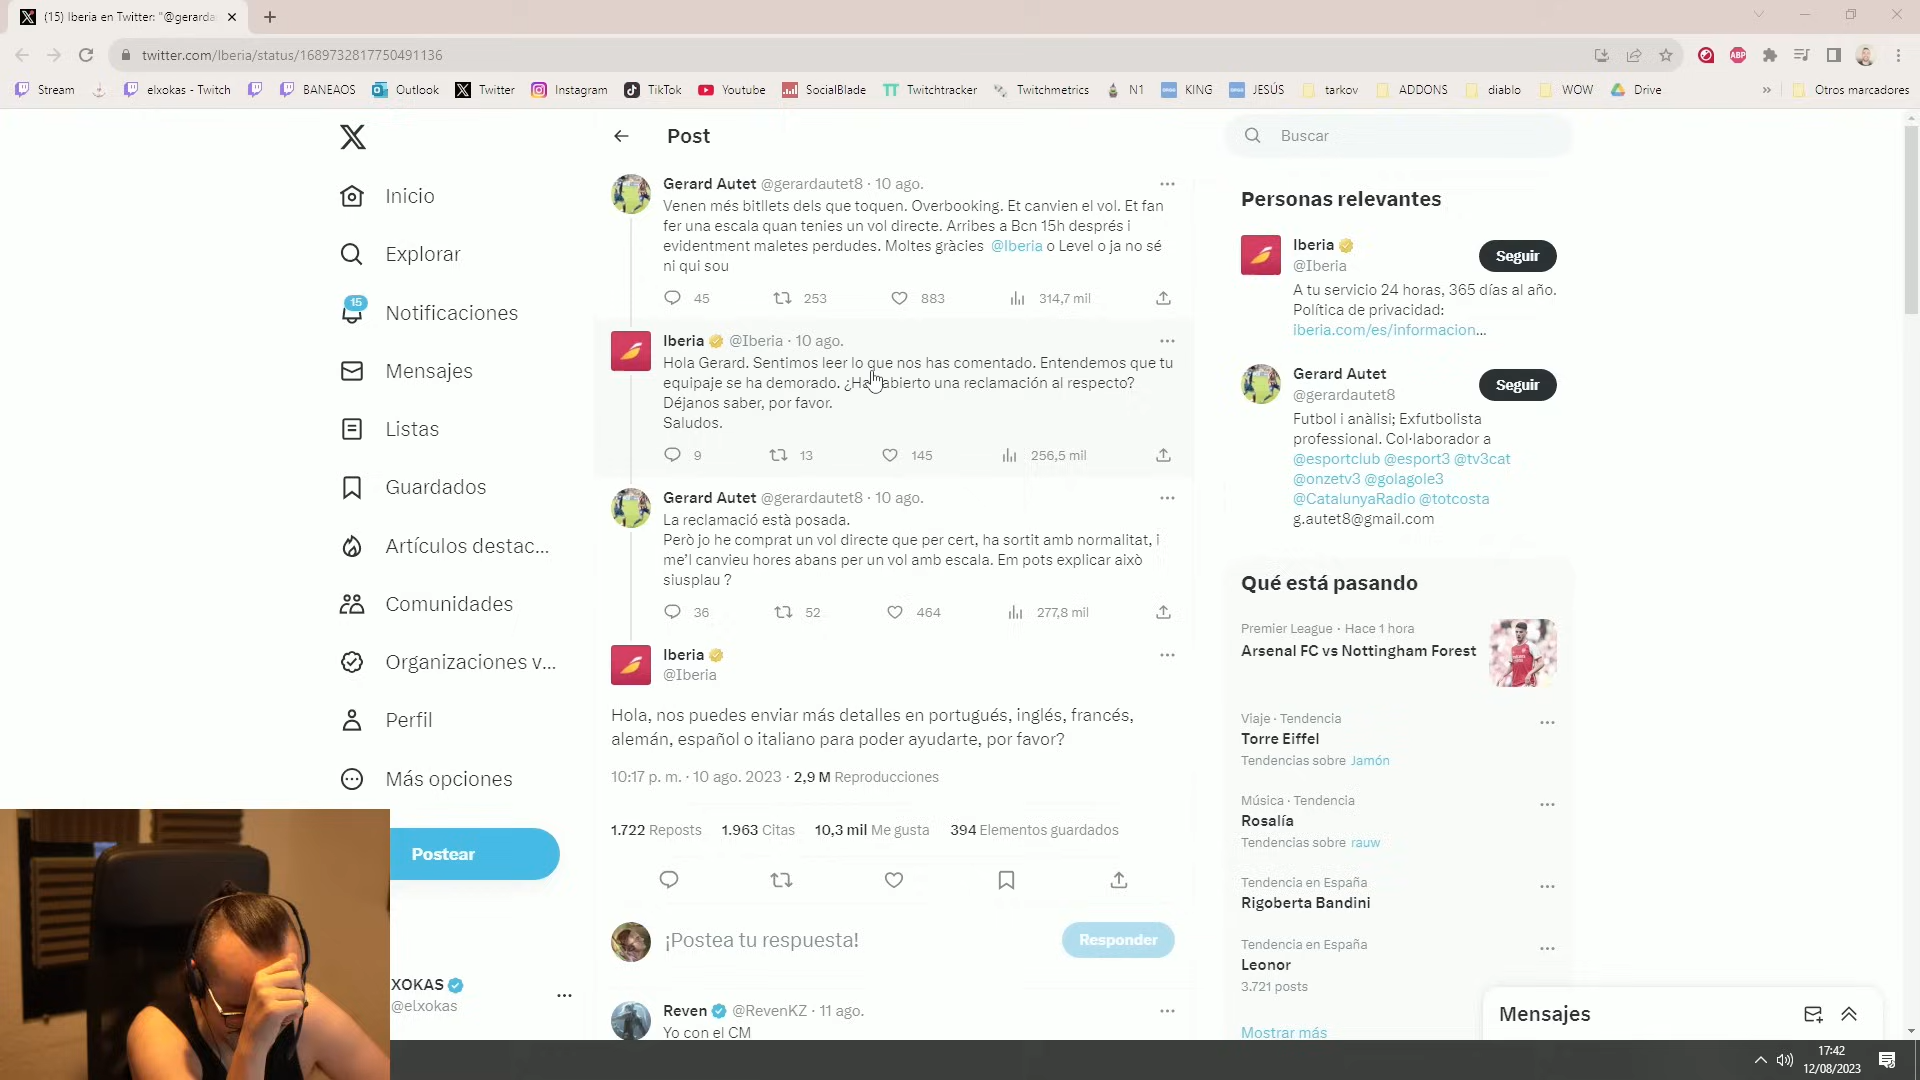 (15) Iberia en Twitter: "@gerarda
twitter.com/Iberia/status/1689732817750491136
Stream
elxokas - Twitch
BANEAOS
Outlook
Twitter
Instagram
TikTok
Youtube
SocialBlade
Twitchtracker
Twitchmetrics
N1
KING
JESÚS
tarkov
ADDONS
diablo
WOW
Drive
»
Otros marcadores
ABP
Inicio
Explorar
15
Notificaciones
Mensajes
Listas
Guardados
Artículos destac...
Comunidades
Organizaciones v...
Perfil
Más opciones
Postear
XOKAS
@elxokas
Post
Gerard Autet @gerardautet8 · 10 ago.
Venen més bitllets dels que toquen. Overbooking. Et canvien el vol. Et fan
fer una escala quan tenies un vol directe. Arribes a Bcn 15h després i
evidentment maletes perdudes. Moltes gràcies @Iberia o Level o ja no sé
ni qui sou
45 253 883 314,7 mil
Iberia @Iberia · 10 ago.
Hola Gerard. Sentimos leer lo que nos has comentado. Entendemos que tu
equipaje se ha demorado. ¿Ha abierto una reclamación al respecto?
Déjanos saber, por favor.
Saludos.
9 13 145 256,5 mil
Gerard Autet @gerardautet8 · 10 ago.
La reclamació està posada.
Però jo he comprat un vol directe que per cert, ha sortit amb normalitat, i
me'l canvieu hores abans per un vol amb escala. Em pots explicar això
siusplau ?
36 52 464 277,8 mil
Iberia
@Iberia
Hola, nos puedes enviar más detalles en portugués, inglés, francés,
alemán, español o italiano para poder ayudarte, por favor?
10:17 p. m. · 10 ago. 2023 · 2,9 M Reproducciones
1.722 Reposts 1.963 Citas 10,3 mil Me gusta 394 Elementos guardados
¡Postea tu respuesta!
Responder
Reven @RevenKZ · 11 ago.
Yo con el CM
Buscar
Personas relevantes
Iberia
@Iberia
Seguir
A tu servicio 24 horas, 365 días al año.
Política de privacidad:
iberia.com/es/informacion...
Gerard Autet
@gerardautet8
Seguir
Futbol i anàlisi; Exfutbolista
professional. Col·laborador a
@esportclub @esport3 @tv3cat
@onzetv3 @golagole3
@CatalunyaRadio @totcosta
g.autet8@gmail.com
Qué está pasando
Premier League · Hace 1 hora
Arsenal FC vs Nottingham Forest
Viaje · Tendencia
Torre Eiffel
Tendencias sobre Jamón
Música · Tendencia
Rosalía
Tendencias sobre rauw
Tendencia en España
Rigoberta Bandini
Tendencia en España
Leonor
3.721 posts
Mostrar más
Mensajes
17:42
12/08/2023